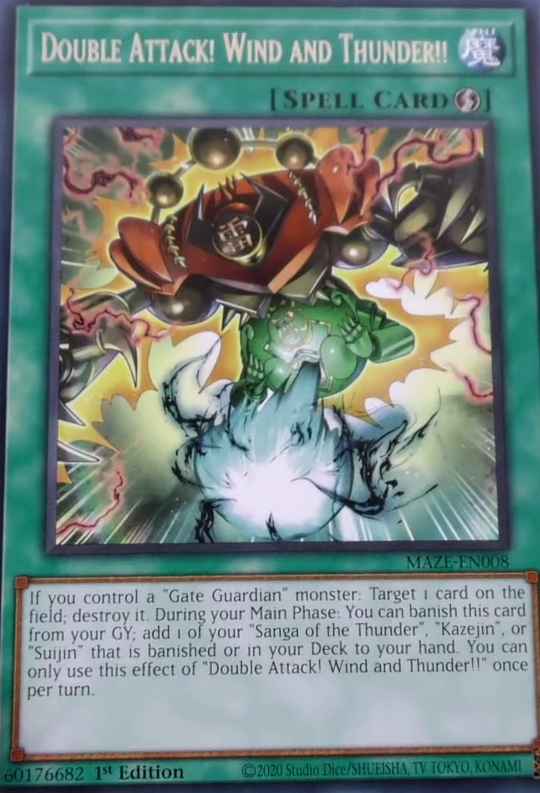 DOUBLE ATTACK! WIND AND THUNDER!!
魔
[SPELL CARD]
雷
MAZE-EN008
If you control a "Gate Guardian" monster: Target 1 card on the
field; destroy it. During your Main Phase: You can banish this card
from your GY; add 1 of your "Sanga of the Thunder", "Kazejin", or
"Suijin" that is banished or in your Deck to your hand. You can
only use this effect of "Double Attack! Wind and Thunder!!" once
per turn.
60176682 1st Edition ©2020 Studio Dice/SHUEISHA, TV TOKYO, KONAMI